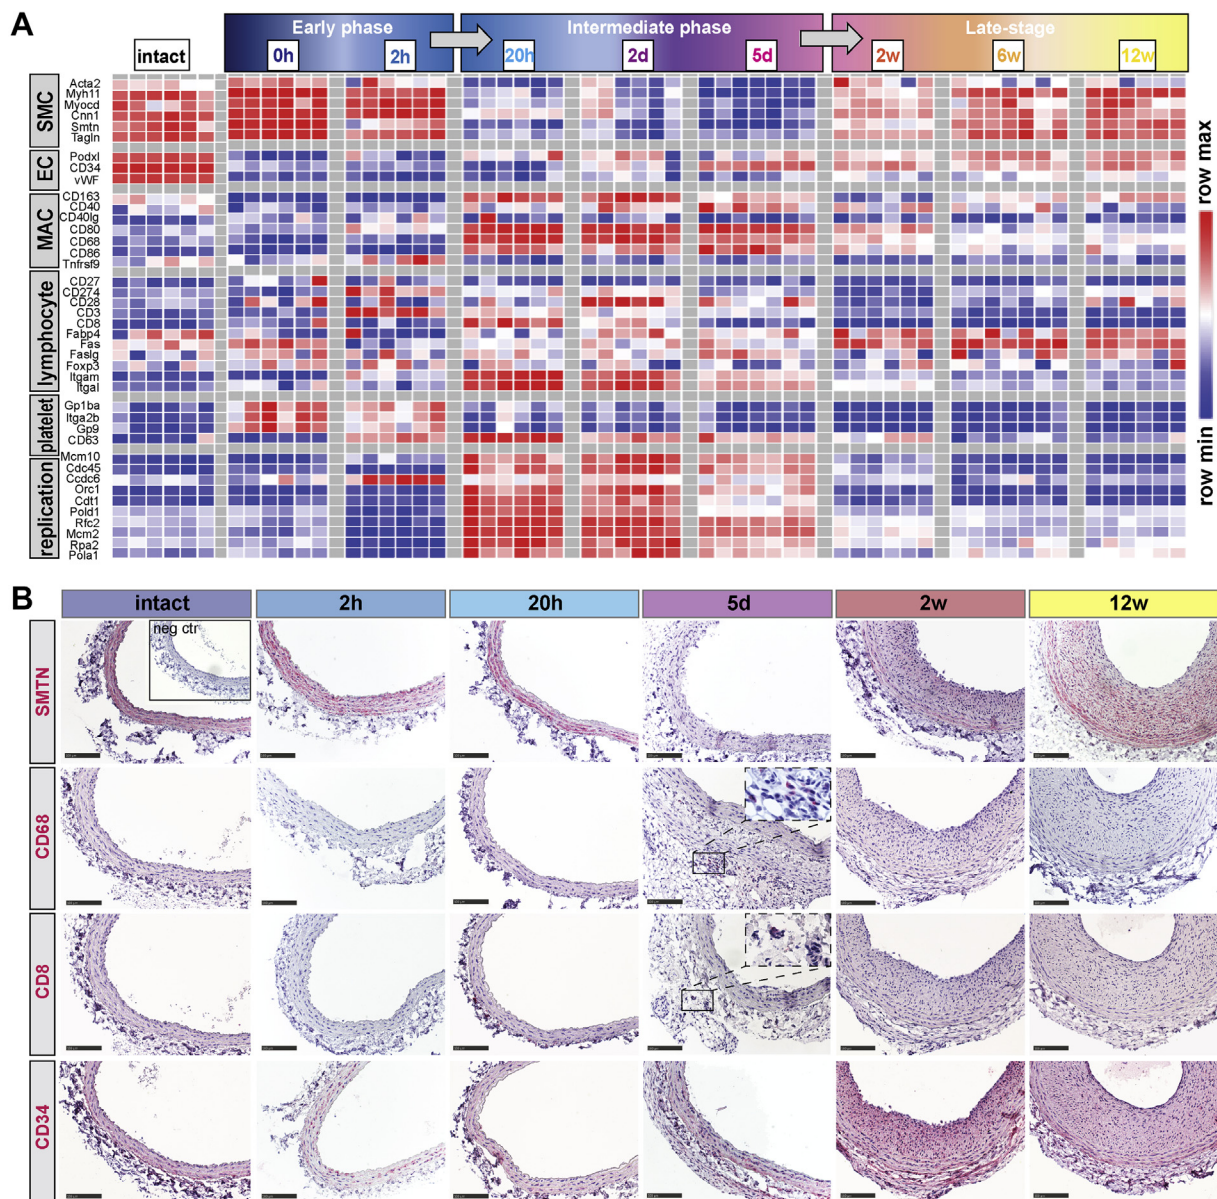 A
Early phase
Intermediate phase
Late-stage
intact
0h
2h
20h
2d
5d
2w
6w
12w
SMC
Acta2
Myh11
Myocd
Cnn1
Smtn
Tagln
EC
Podxl
CD34
vWF
MAC
CD163
CD40
CD40lg
CD80
CD68
CD86
Tnfrsf9
lymphocyte
CD27
CD274
CD28
CD3
CD8
Fabp4
Fas
Faslg
Foxp3
Itgam
Itgal
platelet
Gp1ba
Itga2b
Gp9
CD63
replication
Mcm10
Cdc45
Ccdc6
Orc1
Cdt1
Pold1
Rfc2
Mcm2
Rpa2
Pola1
row max
row min
B
intact
2h
20h
5d
2w
12w
SMTN
neg ctr
CD68
CD8
CD34